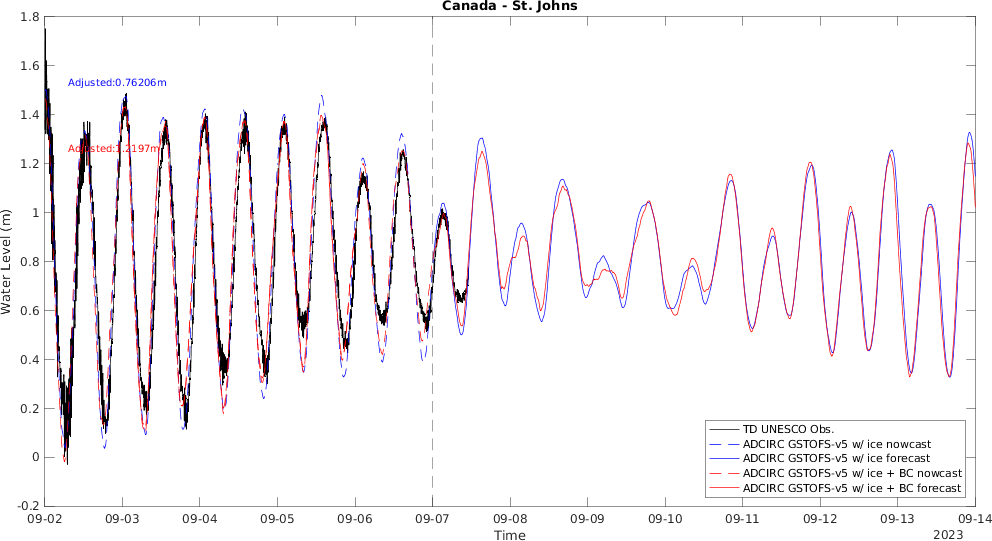 Canada - St. Johns
1.8
1.6
1.4
1.2
1
0.8
0.6
0.4
0.2
0
-0.2
Water Level (m)
Adjusted:0.76206m
Adjusted:1.2197m
TD UNESCO Obs.
ADCIRC GSTOFS-v5 w/ ice nowcast
ADCIRC GSTOFS-v5 w/ ice forecast
ADCIRC GSTOFS-v5 w/ ice + BC nowcast
ADCIRC GSTOFS-v5 w/ ice + BC forecast
09-02 09-03 09-04 09-05 09-06 09-07 09-08 09-09 09-10 09-11 09-12 09-13 09-14
Time
2023